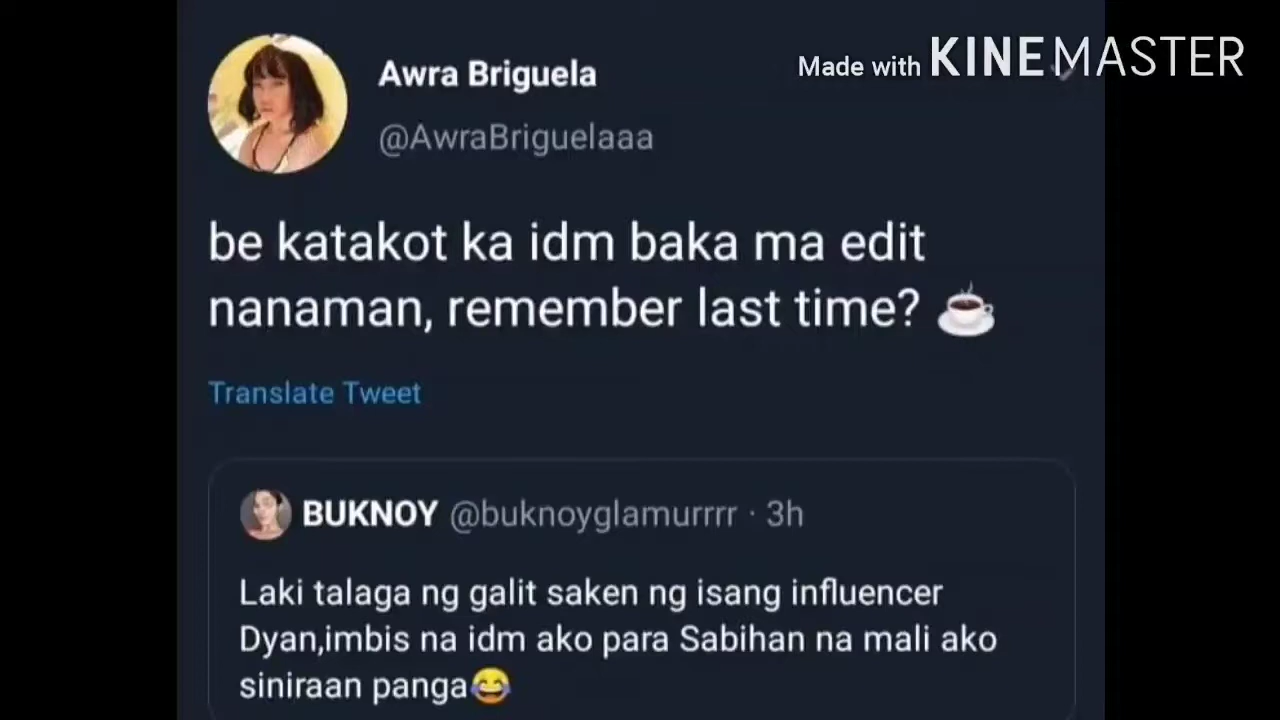 Awra Briguela
Made with KINEMASTER
@AwraBriguelaaa
be katakot ka idm baka ma edit
nanaman, remember last time? ☕
Translate Tweet
BUKNOY @buknoyglamurrrr · 3h
Laki talaga ng galit saken ng isang influencer
Dyan,imbis na idm ako para Sabihan na mali ako
siniraan panga😂